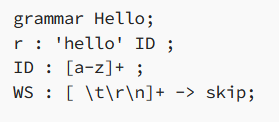 grammar Hello;
r : 'hello' ID ;
ID : [a-z]+ ;
WS : [ \t\r\n]+ -> skip;